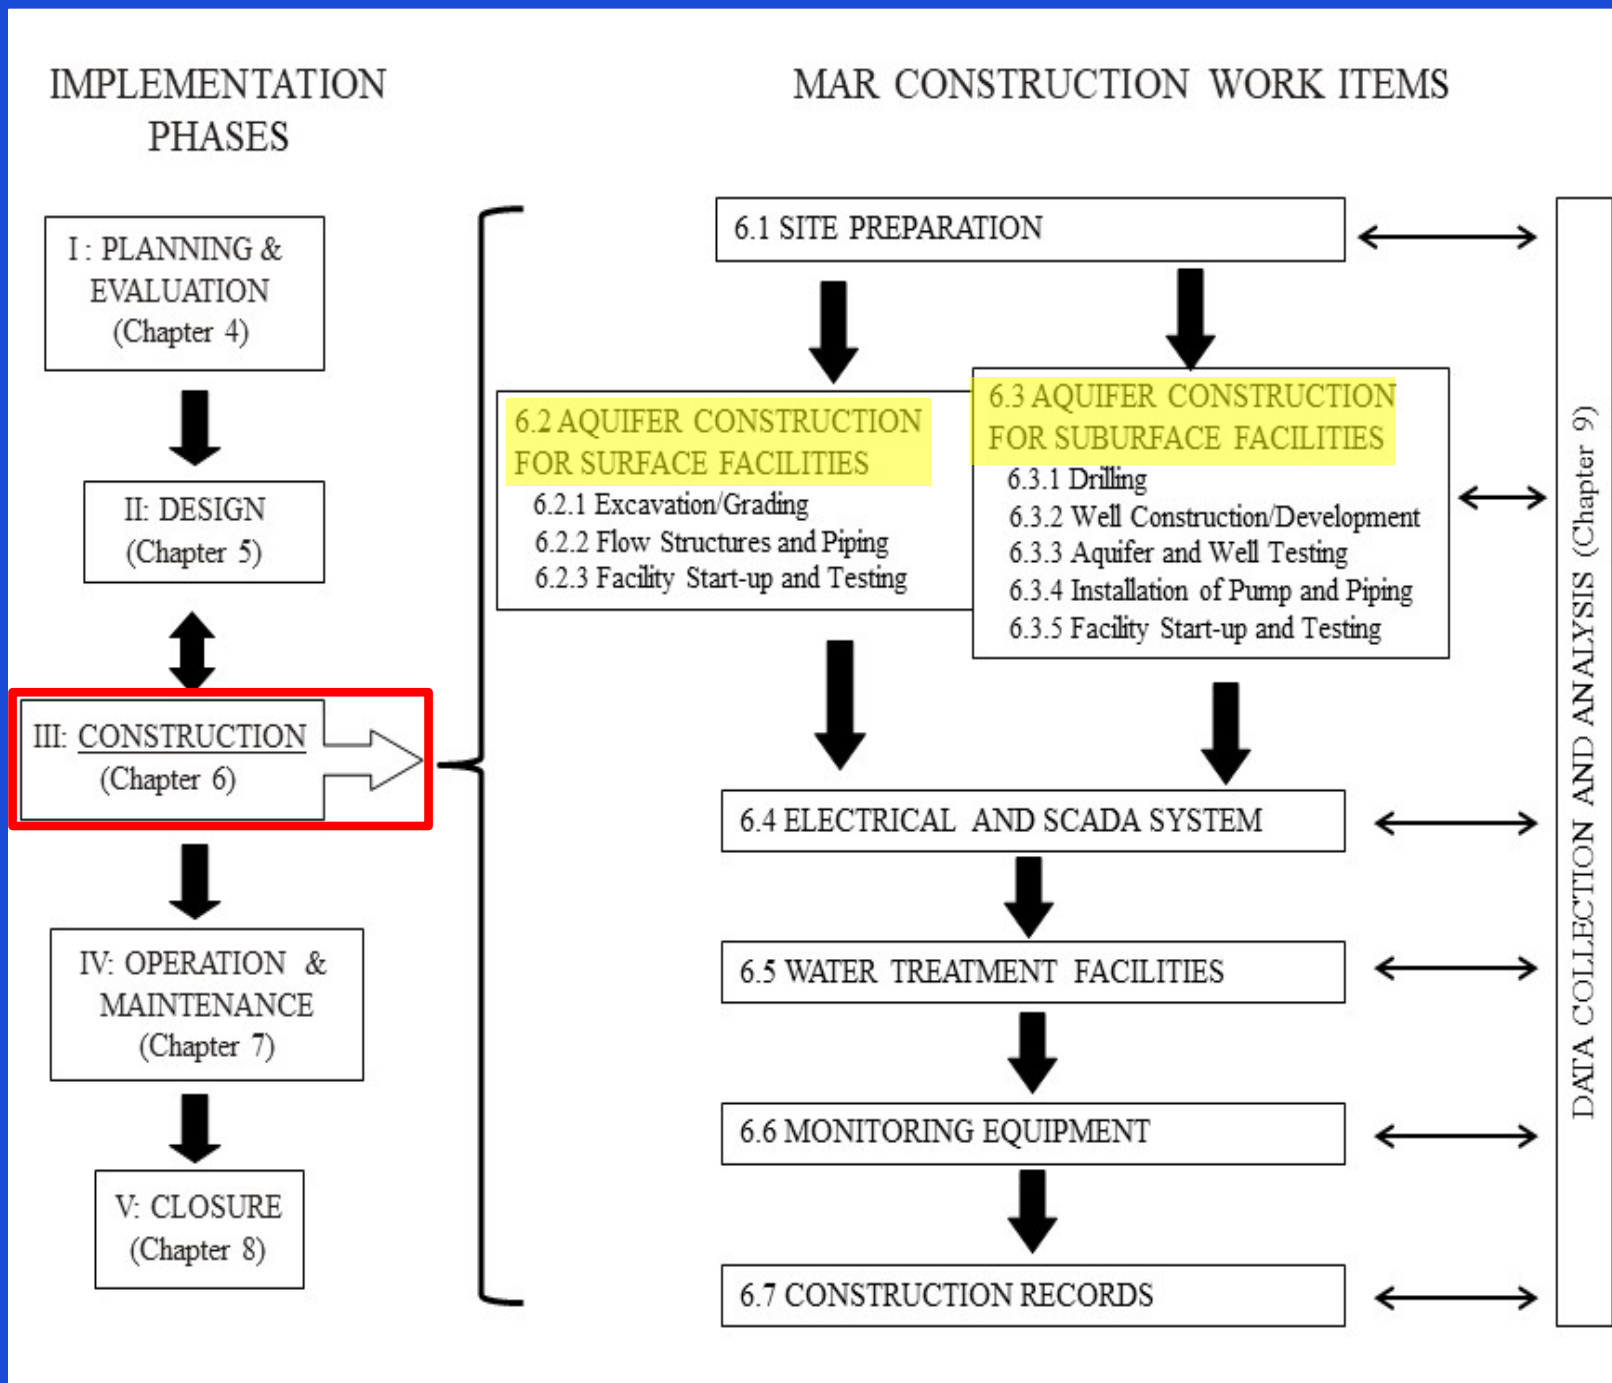 IMPLEMENTATION
PHASES
I : PLANNING &
EVALUATION
(Chapter 4)
II: DESIGN
(Chapter 5)
III: CONSTRUCTION
(Chapter 6)
IV: OPERATION &
MAINTENANCE
(Chapter 7)
V: CLOSURE
(Chapter 8)
MAR CONSTRUCTION WORK ITEMS
6.1 SITE PREPARATION
6.2 AQUIFER CONSTRUCTION
FOR SURFACE FACILITIES
6.2.1 Excavation/Grading
6.2.2 Flow Structures and Piping
6.2.3 Facility Start-up and Testing
6.3 AQUIFER CONSTRUCTION
FOR SUBURFACE FACILITIES
6.3.1 Drilling
6.3.2 Well Construction/Development
6.3.3 Aquifer and Well Testing
6.3.4 Installation of Pump and Piping
6.3.5 Facility Start-up and Testing
6.4 ELECTRICAL AND SCADA SYSTEM
6.5 WATER TREATMENT FACILITIES
6.6 MONITORING EQUIPMENT
6.7 CONSTRUCTION RECORDS
DATA COLLECTION AND ANALYSIS (Chapter 9)